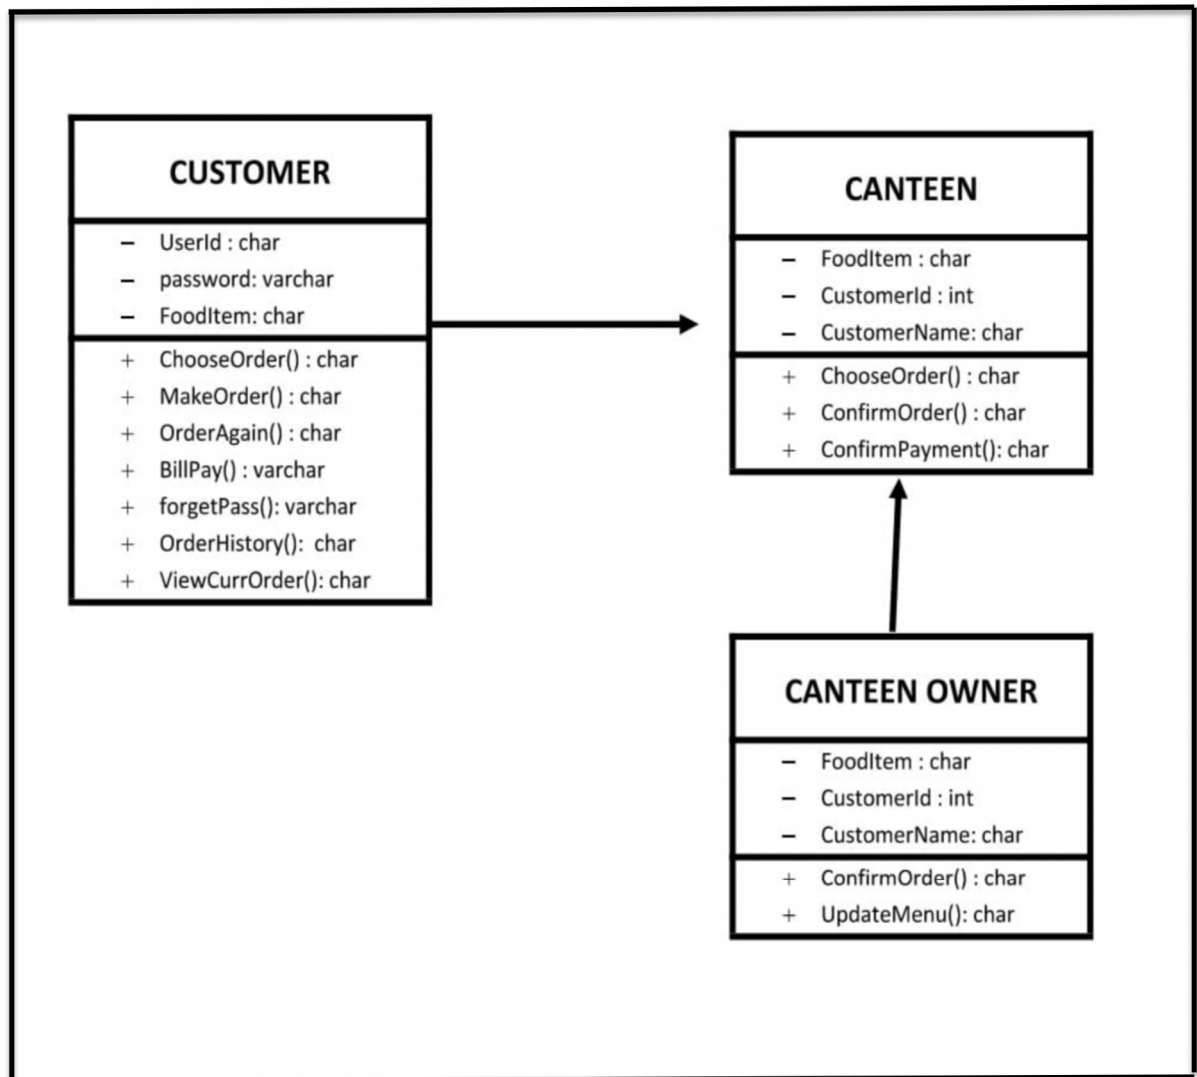 CUSTOMER
− UserId : char
− password: varchar
− FoodItem: char
+ ChooseOrder() : char
+ MakeOrder() : char
+ OrderAgain() : char
+ BillPay() : varchar
+ forgetPass(): varchar
+ OrderHistory(): char
+ ViewCurrOrder(): char
CANTEEN
− FoodItem : char
− CustomerId : int
− CustomerName: char
+ ChooseOrder() : char
+ ConfirmOrder() : char
+ ConfirmPayment(): char
CANTEEN OWNER
− FoodItem : char
− CustomerId : int
− CustomerName: char
+ ConfirmOrder() : char
+ UpdateMenu(): char